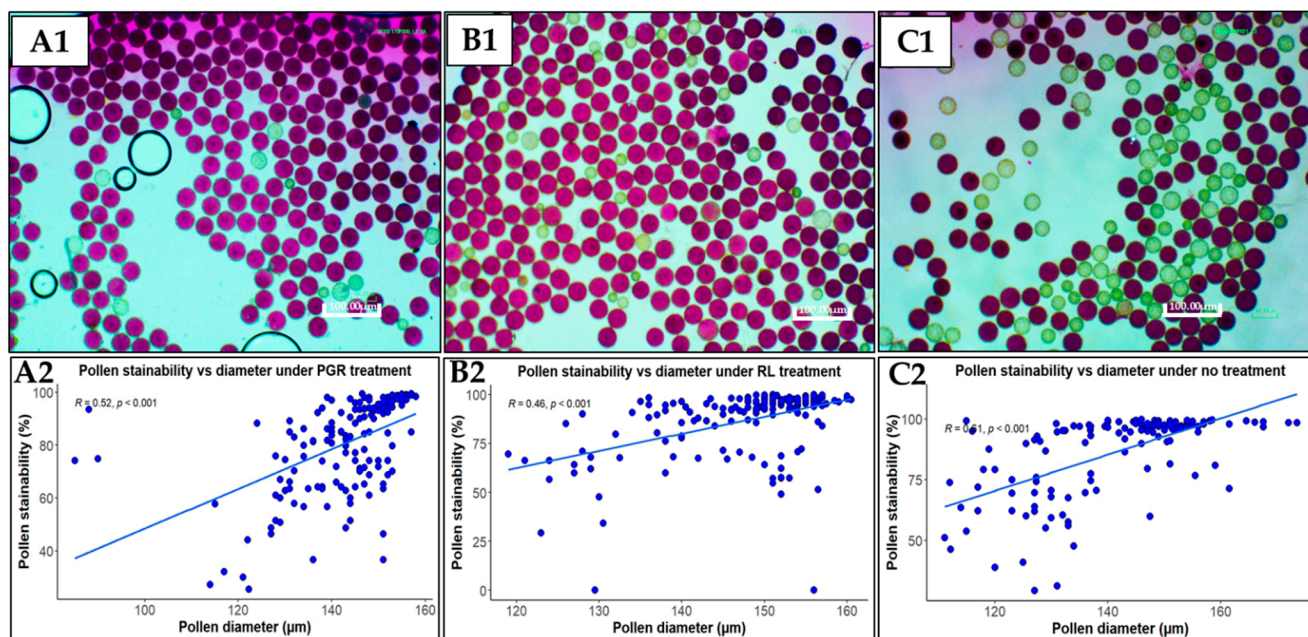 A1
B1
C1
100.00μm
100.00μm
100.00μm
A2
Pollen stainability vs diameter under PGR treatment
R = 0.52, p < 0.001
100
80
60
40
Pollen stainability (%)
100
120
140
160
Pollen diameter (μm)
B2
Pollen stainability vs diameter under RL treatment
R = 0.46, p < 0.001
100
75
50
25
0
Pollen stainability (%)
120
130
140
150
160
Pollen diameter (μm)
C2
Pollen stainability vs diameter under no treatment
R = 0.61, p < 0.001
100
75
50
Pollen stainability (%)
120
140
160
Pollen diameter (μm)